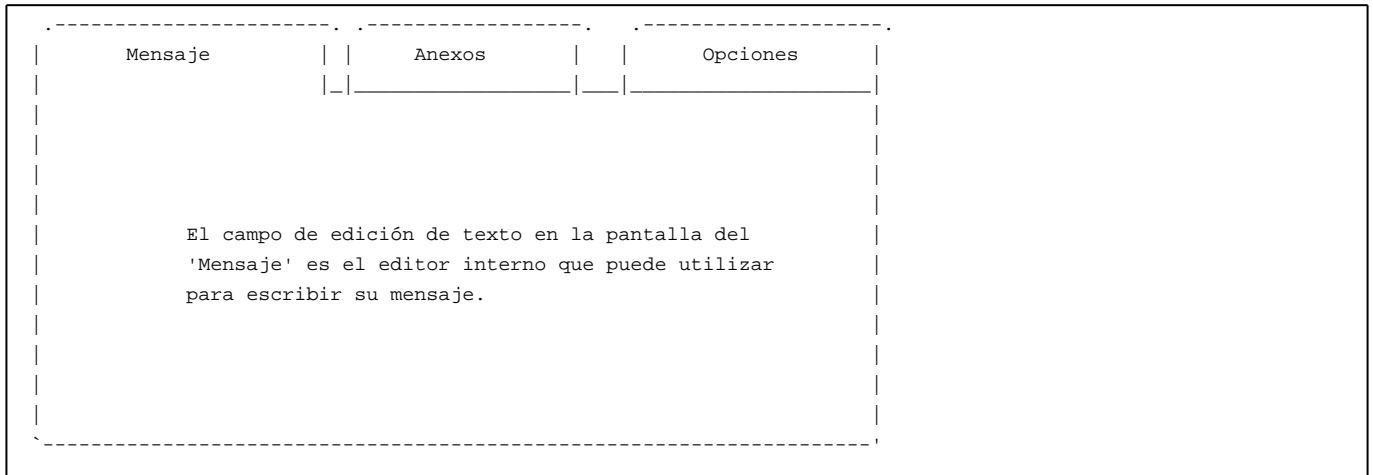 Mensaje Anexos Opciones
El campo de edición de texto en la pantalla del
'Mensaje' es el editor interno que puede utilizar
para escribir su mensaje.